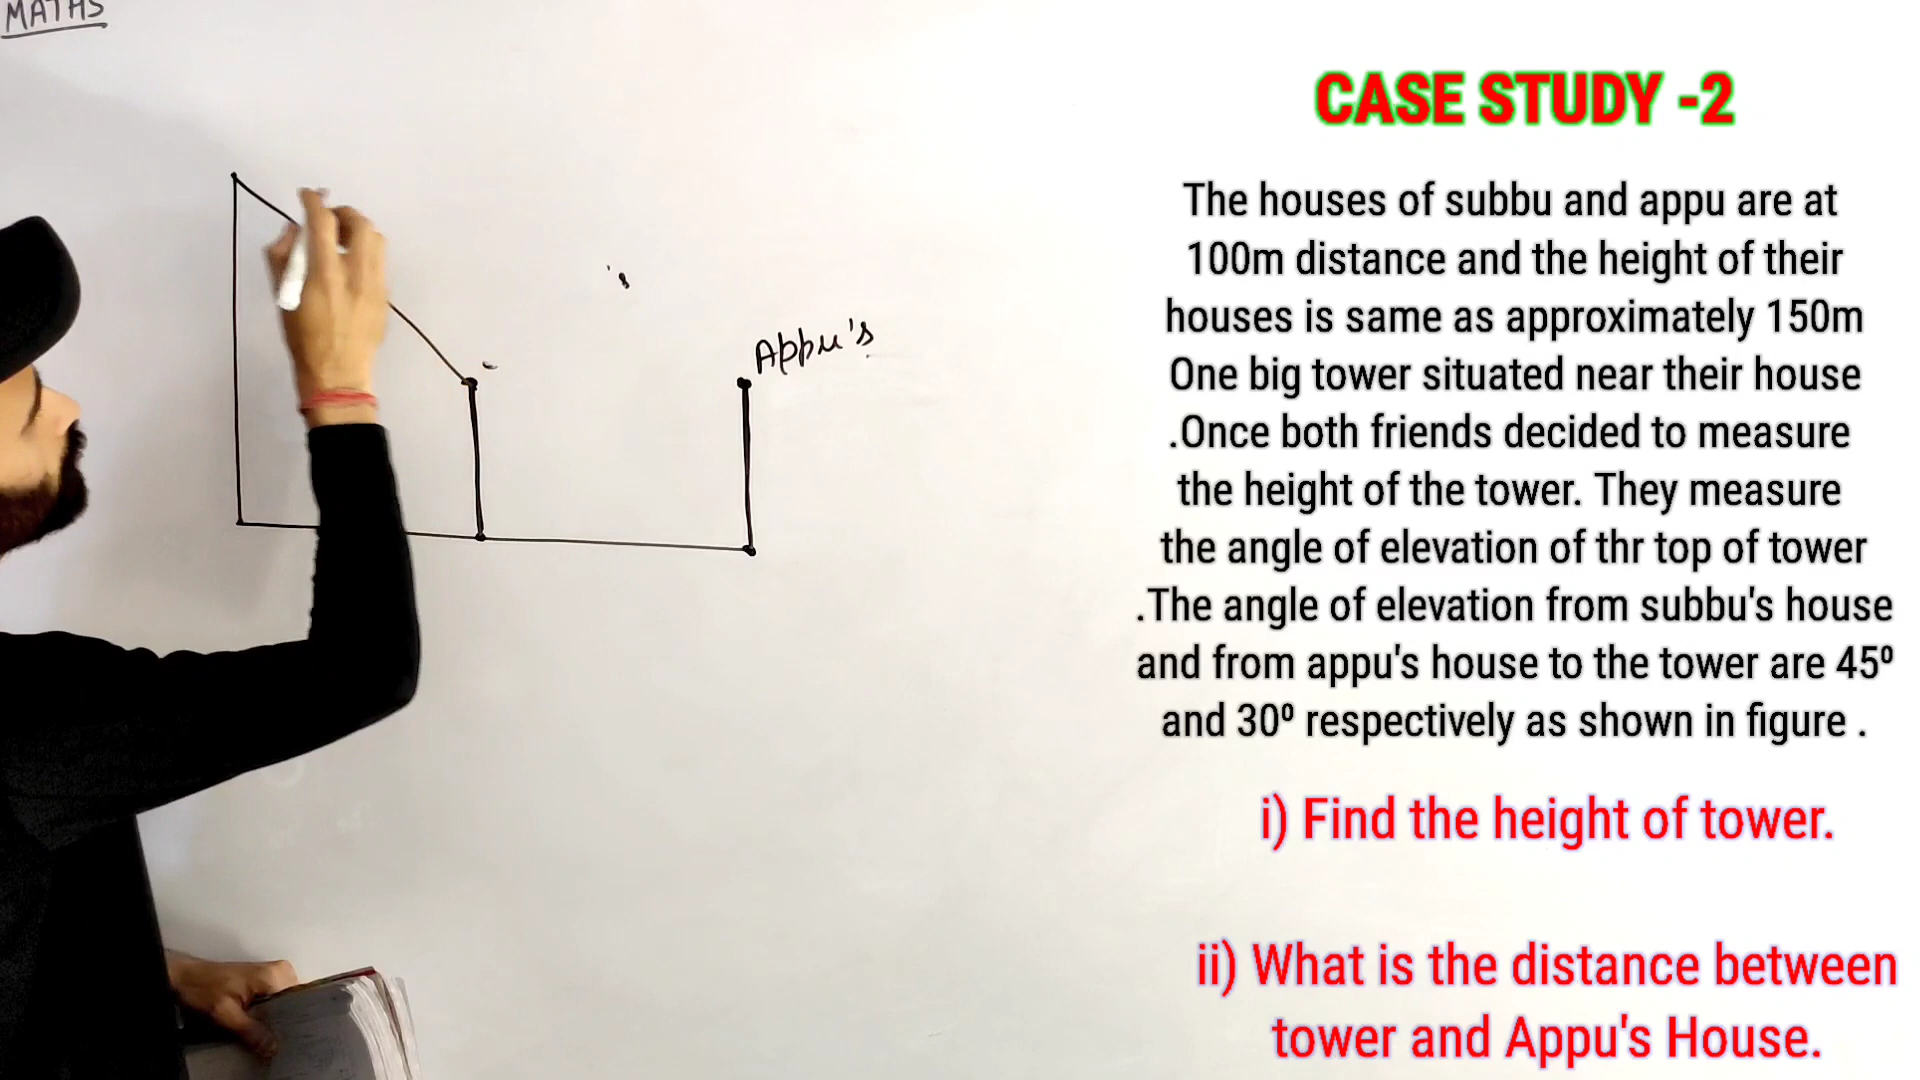 MATHS
Appu's
CASE STUDY -2
The houses of subbu and appu are at
100m distance and the height of their
houses is same as approximately 150m
One big tower situated near their house
.Once both friends decided to measure
the height of the tower. They measure
the angle of elevation of thr top of tower
.The angle of elevation from subbu's house
and from appu's house to the tower are 45⁰
and 30⁰ respectively as shown in figure .
i) Find the height of tower.
ii) What is the distance between
tower and Appu's House.